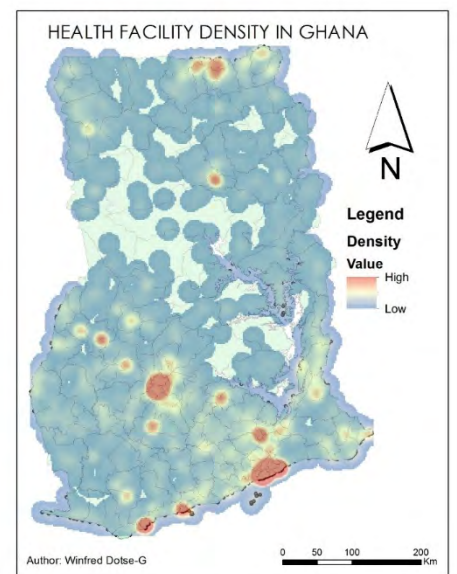 HEALTH FACILITY DENSITY IN GHANA
N
Legend
Density
Value
High
Low
Author: Winfred Dotse-G
0 50 100 200
Km